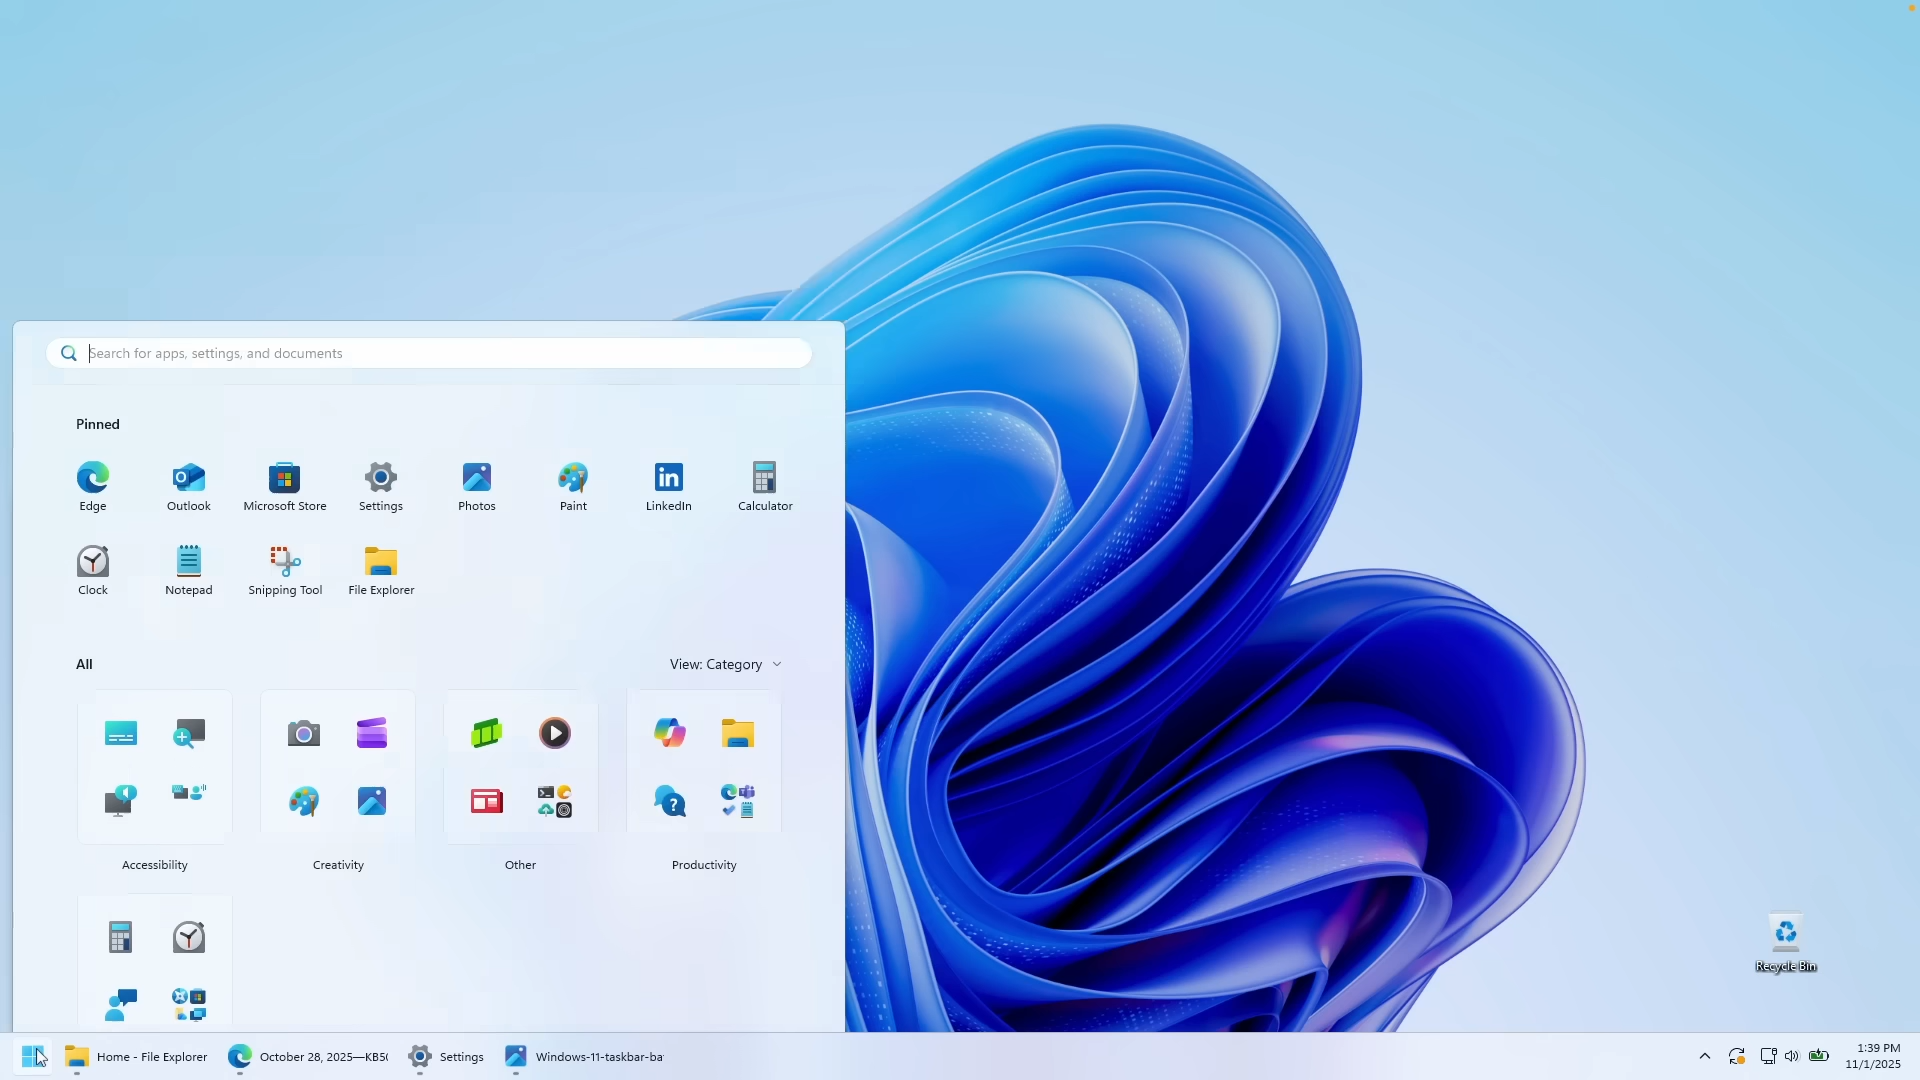 Search for apps, settings, and documents
Pinned
Edge
Outlook
Microsoft Store
Settings
Photos
Paint
LinkedIn
Calculator
Clock
Notepad
Snipping Tool
File Explorer
All
View: Category
Accessibility
Creativity
Other
Productivity
Recycle Bin
Home - File Explorer
October 28, 2025—KB50
Settings
Windows-11-taskbar-ba
1:39 PM
11/1/2025